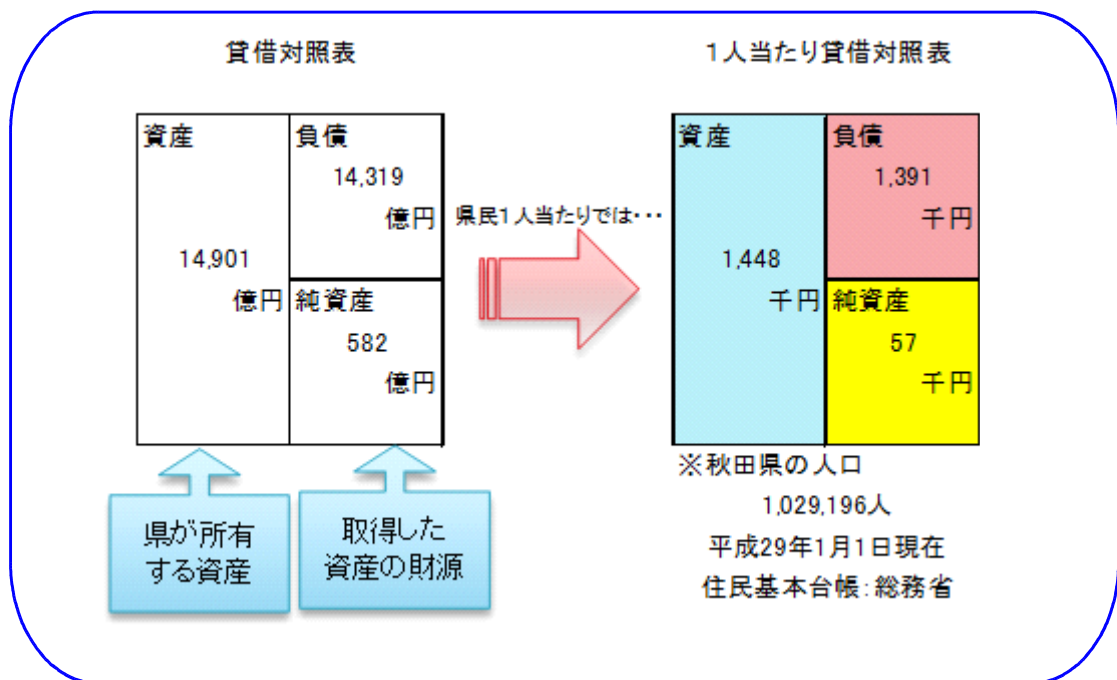 貸借対照表
資産
14,901
億円
負債
14,319
億円
純資産
582
億円
県が所有
する資産
取得した
資産の財源
県民1人当たりでは・・・
1人当たり貸借対照表
資産
1,448
千円
負債
1,391
千円
純資産
57
千円
※秋田県の人口
1,029,196人
平成29年1月1日現在
住民基本台帳:総務省